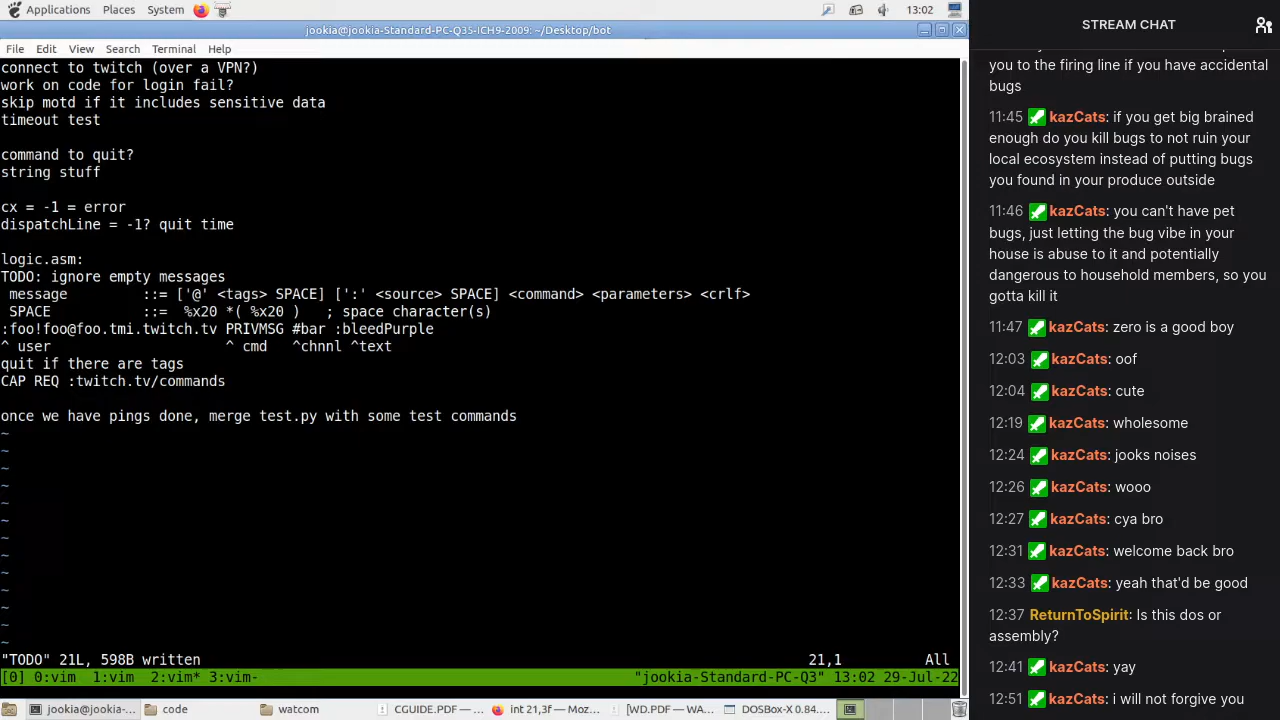 Applications Places System 13:02
jookia@jookia-Standard-PC-Q35-ICH9-2009: ~/Desktop/bot
File Edit View Search Terminal Help
connect to twitch (over a VPN?)
work on code for login fail?
skip motd if it includes sensitive data
timeout test
command to quit?
string stuff
cx = -1 = error
dispatchLine = -1? quit time
logic.asm:
TODO: ignore empty messages
message         ::= ['@' <tags> SPACE] [':' <source> SPACE] <command> <parameters> <crlf>
SPACE           ::=  %x20 *( %x20 )   ; space character(s)
:foo!foo@foo.tmi.twitch.tv PRIVMSG #bar :bleedPurple
^ user                     ^ cmd   ^chnnl ^text
quit if there are tags
CAP REQ :twitch.tv/commands
once we have pings done, merge test.py with some test commands
~
~
~
~
~
~
~
~
~
~
~
~
~
"TODO" 21L, 598B written 21,1 All
[0] 0:vim 1:vim 2:vim* 3:vim- "jookia-Standard-PC-Q3" 13:02 29-Jul-22
jookia@jookia-... code watcom CGUIDE.PDF — ... int 21,3f — Moz... [WD.PDF — WA... DOSBox-X 0.84....
STREAM CHAT
you to the firing line if you have accidental
bugs
11:45 kazCats: if you get big brained
enough do you kill bugs to not ruin your
local ecosystem instead of putting bugs
you found in your produce outside
11:46 kazCats: you can't have pet
bugs, just letting the bug vibe in your
house is abuse to it and potentially
dangerous to household members, so you
gotta kill it
11:47 kazCats: zero is a good boy
12:03 kazCats: oof
12:04 kazCats: cute
12:19 kazCats: wholesome
12:24 kazCats: jooks noises
12:26 kazCats: wooo
12:27 kazCats: cya bro
12:31 kazCats: welcome back bro
12:33 kazCats: yeah that'd be good
12:37 ReturnToSpirit: Is this dos or
assembly?
12:41 kazCats: yay
12:51 kazCats: i will not forgive you